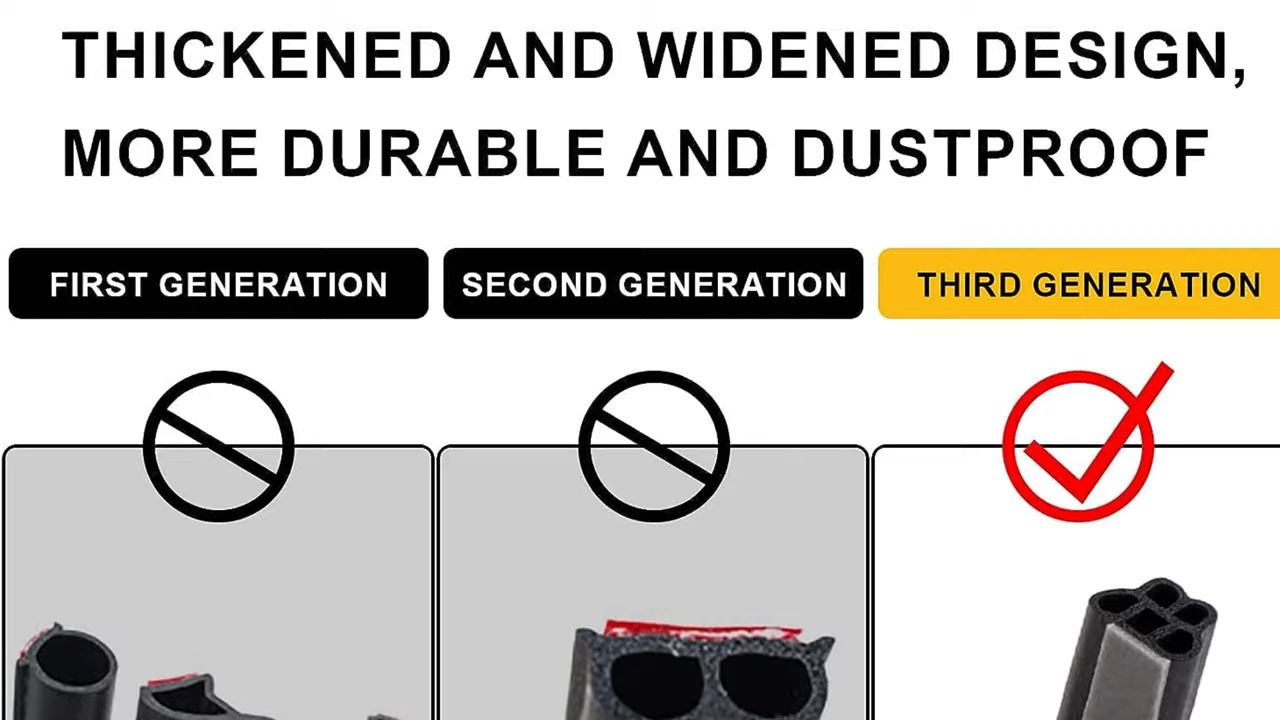 THICKENED AND WIDENED DESIGN,
MORE DURABLE AND DUSTPROOF
FIRST GENERATION
SECOND GENERATION
THIRD GENERATION